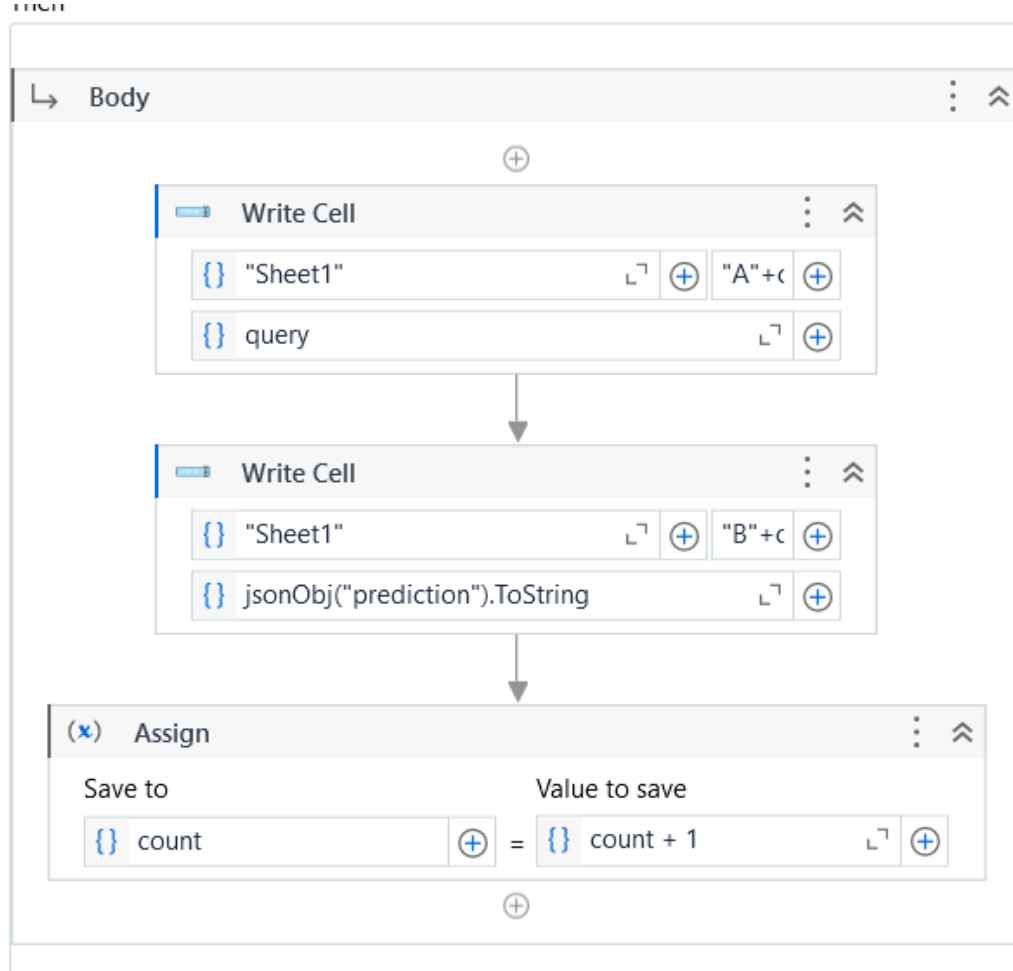 Then
Body
Write Cell
{} "Sheet1" "A"+c
{} query
Write Cell
{} "Sheet1" "B"+c
{} jsonObj("prediction").ToString
(x) Assign
Save to Value to save
{} count = {} count + 1